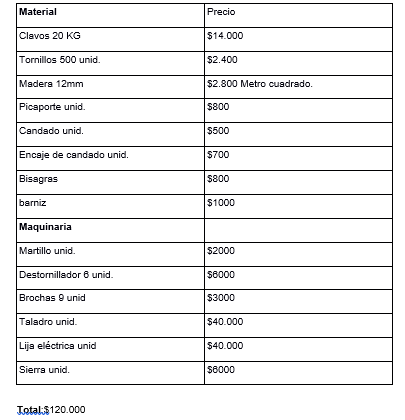 Material Precio
Clavos 20 KG $14.000
Tornillos 500 unid. $2.400
Madera 12mm $2.800 Metro cuadrado.
Picaporte unid. $800
Candado unid. $500
Encaje de candado unid. $700
Bisagras $800
barniz $1000
Maquinaria
Martillo unid. $2000
Destornillador 6 unid. $6000
Brochas 9 unid $3000
Taladro unid. $40.000
Lija eléctrica unid $40.000
Sierra unid. $6000
Total:$120.000